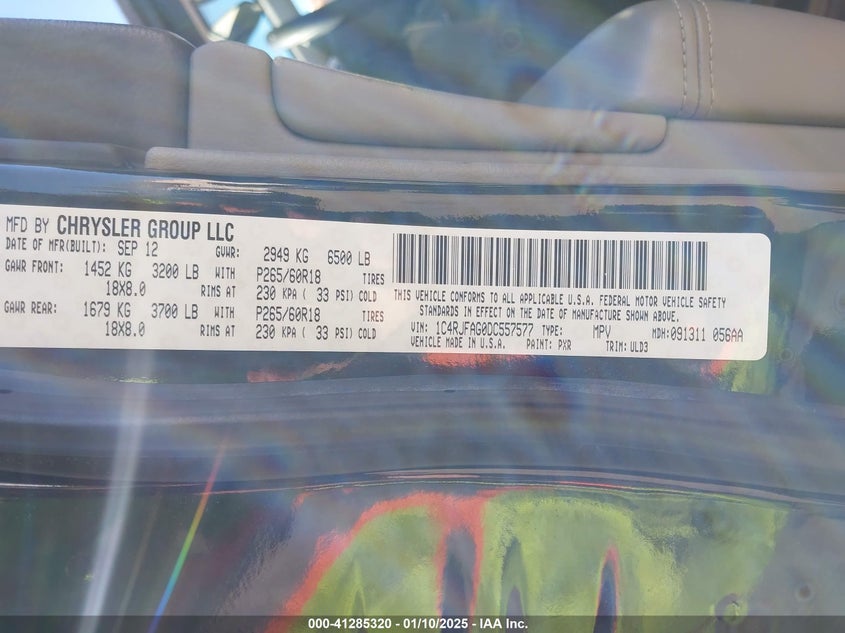 MFD BY CHRYSLER GROUP LLC
DATE OF MFR(BUILT): SEP 12 GVWR: 2949 KG 6500 LB
GAWR FRONT: 1452 KG 3200 LB WITH P265/60R18 TIRES
18X8.0 RIMS AT 230 KPA ( 33 PSI) COLD
GAWR REAR: 1679 KG 3700 LB WITH P265/60R18 TIRES
18X8.0 RIMS AT 230 KPA ( 33 PSI) COLD
THIS VEHICLE CONFORMS TO ALL APPLICABLE U.S.A. FEDERAL MOTOR VEHICLE SAFETY
STANDARDS IN EFFECT ON THE DATE OF MANUFACTURE SHOWN ABOVE.
VIN: 1C4RJFAG0DC557577 TYPE: MPV MDH:091311 056AA
VEHICLE MADE IN U.S.A. PAINT: PXR TRIM: ULD3
000-41285320 - 01/10/2025 - IAA Inc.